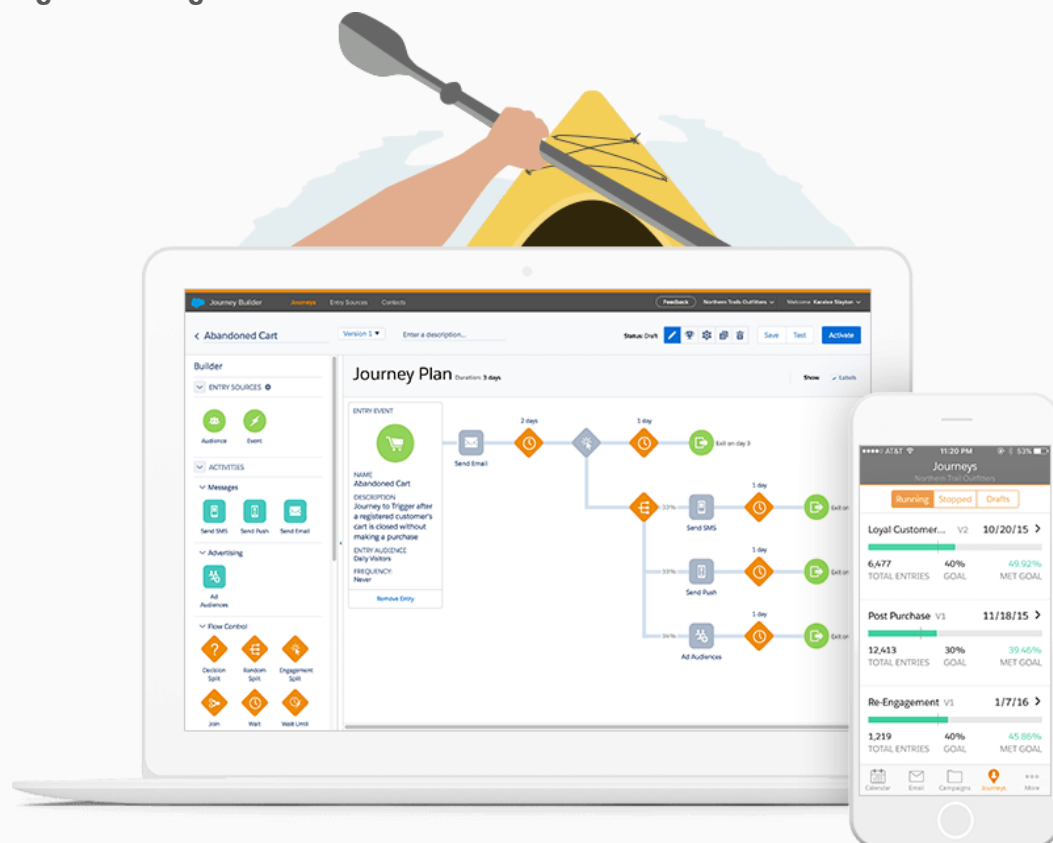 Journey Builder Journeys Entry Sources Contacts Feedback Northern Trails Outfitters Welcome Karalee Slayton
Abandoned Cart Version 1 Enter a description... Status: Draft Save Test Activate
Builder
ENTRY SOURCES
Audience Event
ACTIVITIES
Messages
Send SMS Send Push Send Email
Advertising
Ad
Audiences
Flow Control
Decision Split
Random Split
Engagement Split
Join Wait Wait Until
Journey Plan Duration: 3 days Show Labels
ENTRY EVENT
NAME
Abandoned Cart
DESCRIPTION
Journey to Trigger after
a registered customer's
cart is closed without
making a purchase
ENTRY AUDIENCE
Daily Visitors
FREQUENCY:
Never
Remove Entry
Send Email
2 days
1 day
Exit on day 3
33%
Send SMS
1 day
Exit on
33%
Send Push
1 day
Exit on
Ad Audiences
1 day
Exit on
AT&T 11:20 PM 53%
Journeys
Northern Trail Outfitters
Running Stopped Drafts
Loyal Customer... V2 10/20/15
6,477 40% 49.92%
TOTAL ENTRIES GOAL MET GOAL
Post Purchase V1 11/18/15
12,413 30% 39.46%
TOTAL ENTRIES GOAL MET GOAL
Re-Engagement V1 1/7/16
1,219 40% 45.86%
TOTAL ENTRIES GOAL MET GOAL
Calendar Email Campaigns Journeys More